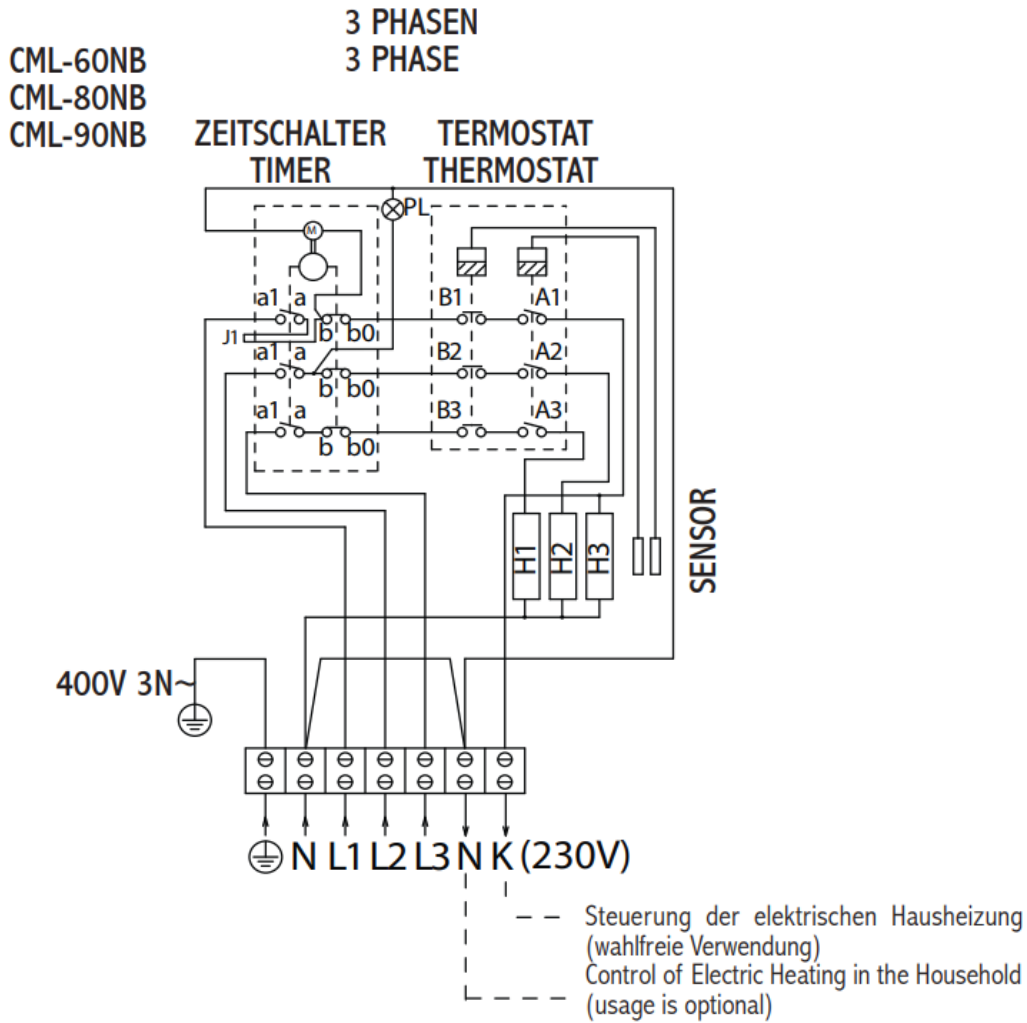 3 PHASEN
3 PHASE
CML-60NB
CML-80NB
CML-90NB
ZEITSCHALTER
TIMER
TERMOSTAT
THERMOSTAT
PL
M
a1 a
B1
A1
b b0
J1
a1 a
B2
A2
b b0
a1 a
B3
A3
b b0
H1
H2
H3
SENSOR
400V 3N~
N L1 L2 L3 N K (230V)
Steuerung der elektrischen Hausheizung
(wahlfreie Verwendung)
Control of Electric Heating in the Household
(usage is optional)